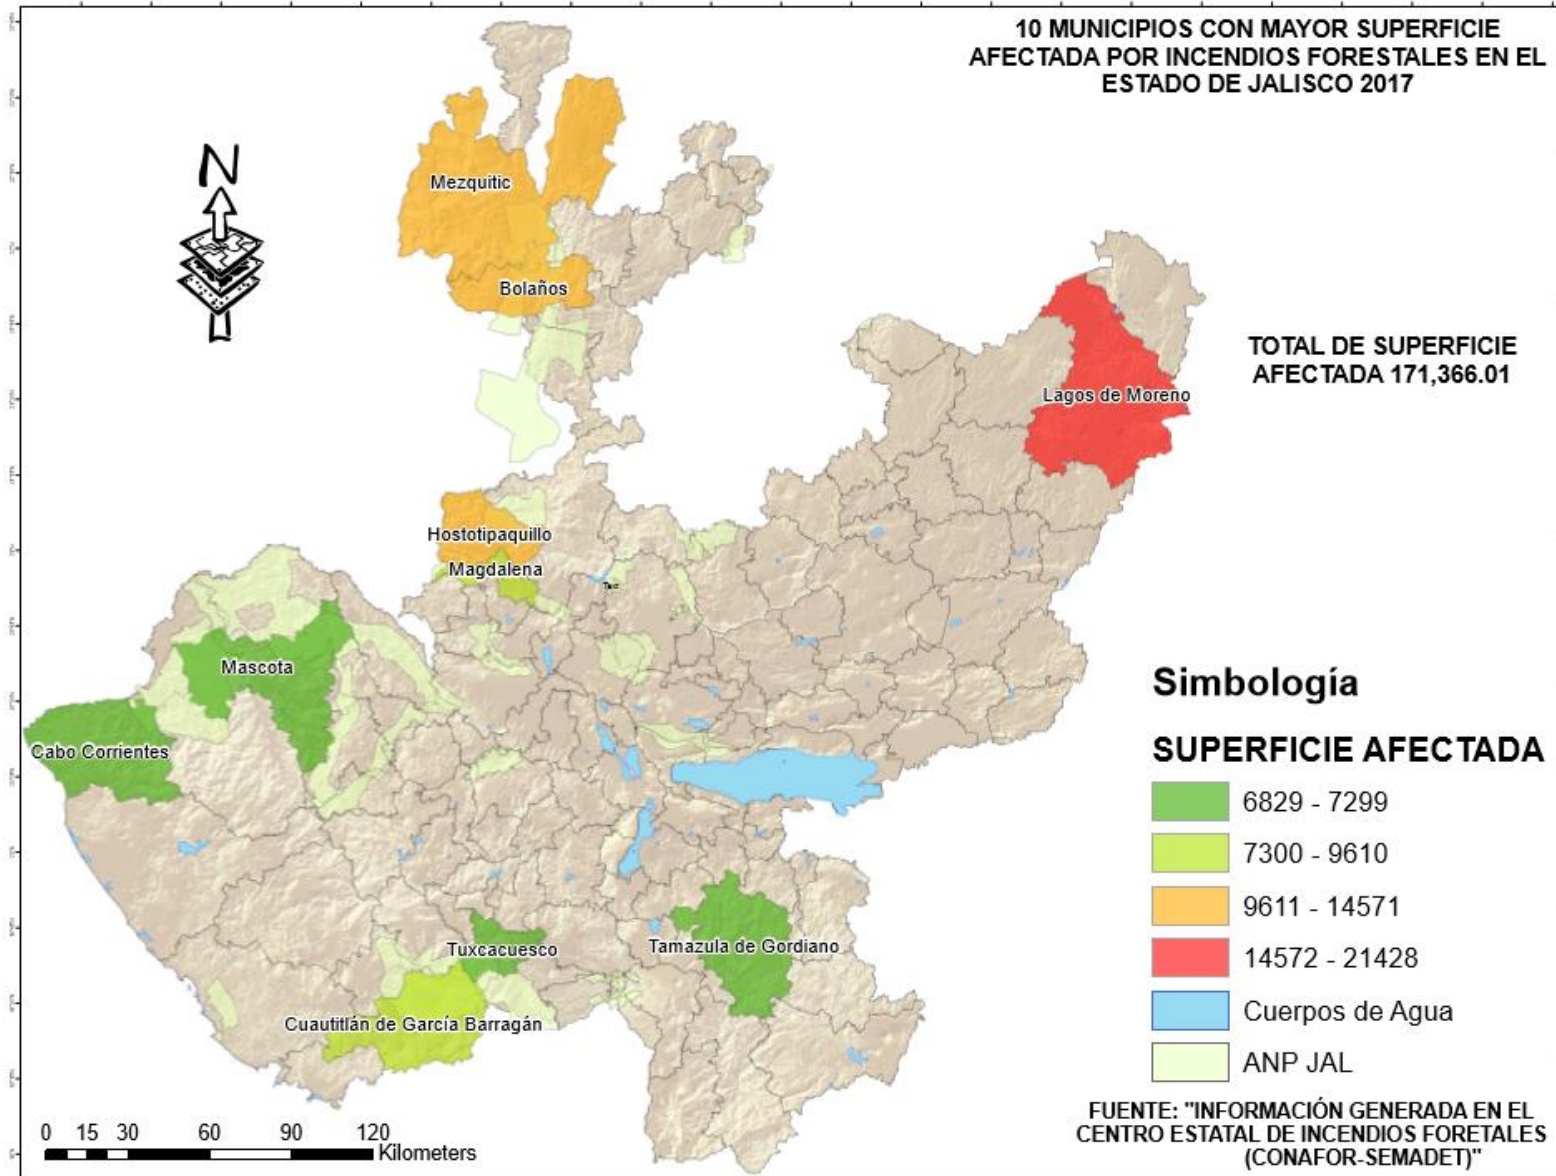 10 MUNICIPIOS CON MAYOR SUPERFICIE
AFECTADA POR INCENDIOS FORESTALES EN EL
ESTADO DE JALISCO 2017
N
Mezquitic
Bolaños
TOTAL DE SUPERFICIE
AFECTADA 171,366.01
Lagos de Moreno
Hostotipaquillo
Magdalena
Mascota
Cabo Corrientes
Tuxcacuesco
Tamazula de Gordiano
Cuautitlán de García Barragán
Simbología
SUPERFICIE AFECTADA
6829 - 7299
7300 - 9610
9611 - 14571
14572 - 21428
Cuerpos de Agua
ANP JAL
0 15 30 60 90 120
Kilometers
FUENTE: "INFORMACIÓN GENERADA EN EL
CENTRO ESTATAL DE INCENDIOS FORETALES
(CONAFOR-SEMADET)"